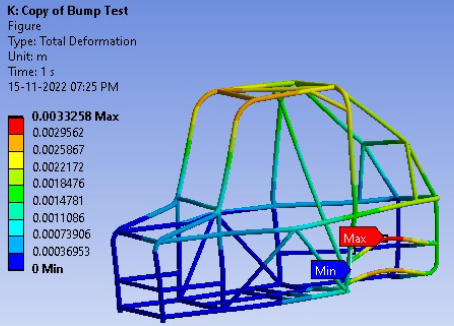 K: Copy of Bump Test
Figure
Type: Total Deformation
Unit: m
Time: 1 s
15-11-2022 07:25 PM
0.0033258 Max
0.0029562
0.0025867
0.0022172
0.0018476
0.0014781
0.0011086
0.00073906
0.00036953
0 Min
Max
Min